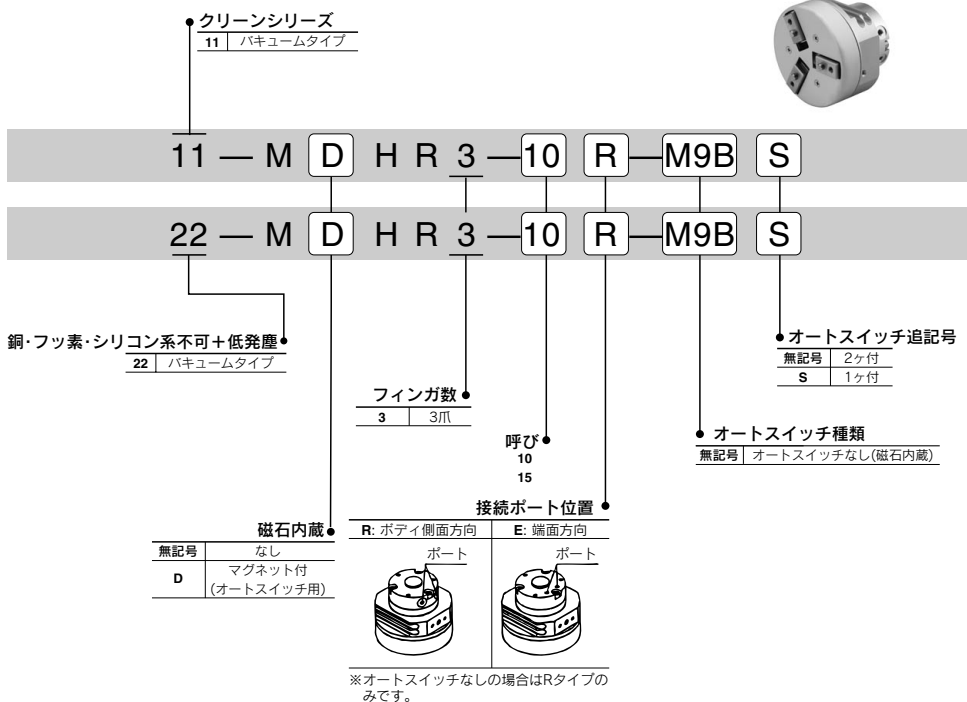 クリーンシリーズ
11 バキュームタイプ
11 — M D H R 3 — 10 R — M9B S
22 — M D H R 3 — 10 R — M9B S
銅・フッ素・シリコン系不可＋低発塵
22 バキュームタイプ
オートスイッチ追記号
無記号 2ヶ付
S 1ヶ付
フィンガ数
3 3爪
オートスイッチ種類
無記号 オートスイッチなし(磁石内蔵)
呼び
10
15
接続ポート位置
R: ボディ側面方向 E: 端面方向
ポート ポート
磁石内蔵
無記号 なし
D マグネット付
(オートスイッチ用)
※オートスイッチなしの場合はRタイプの
みです。